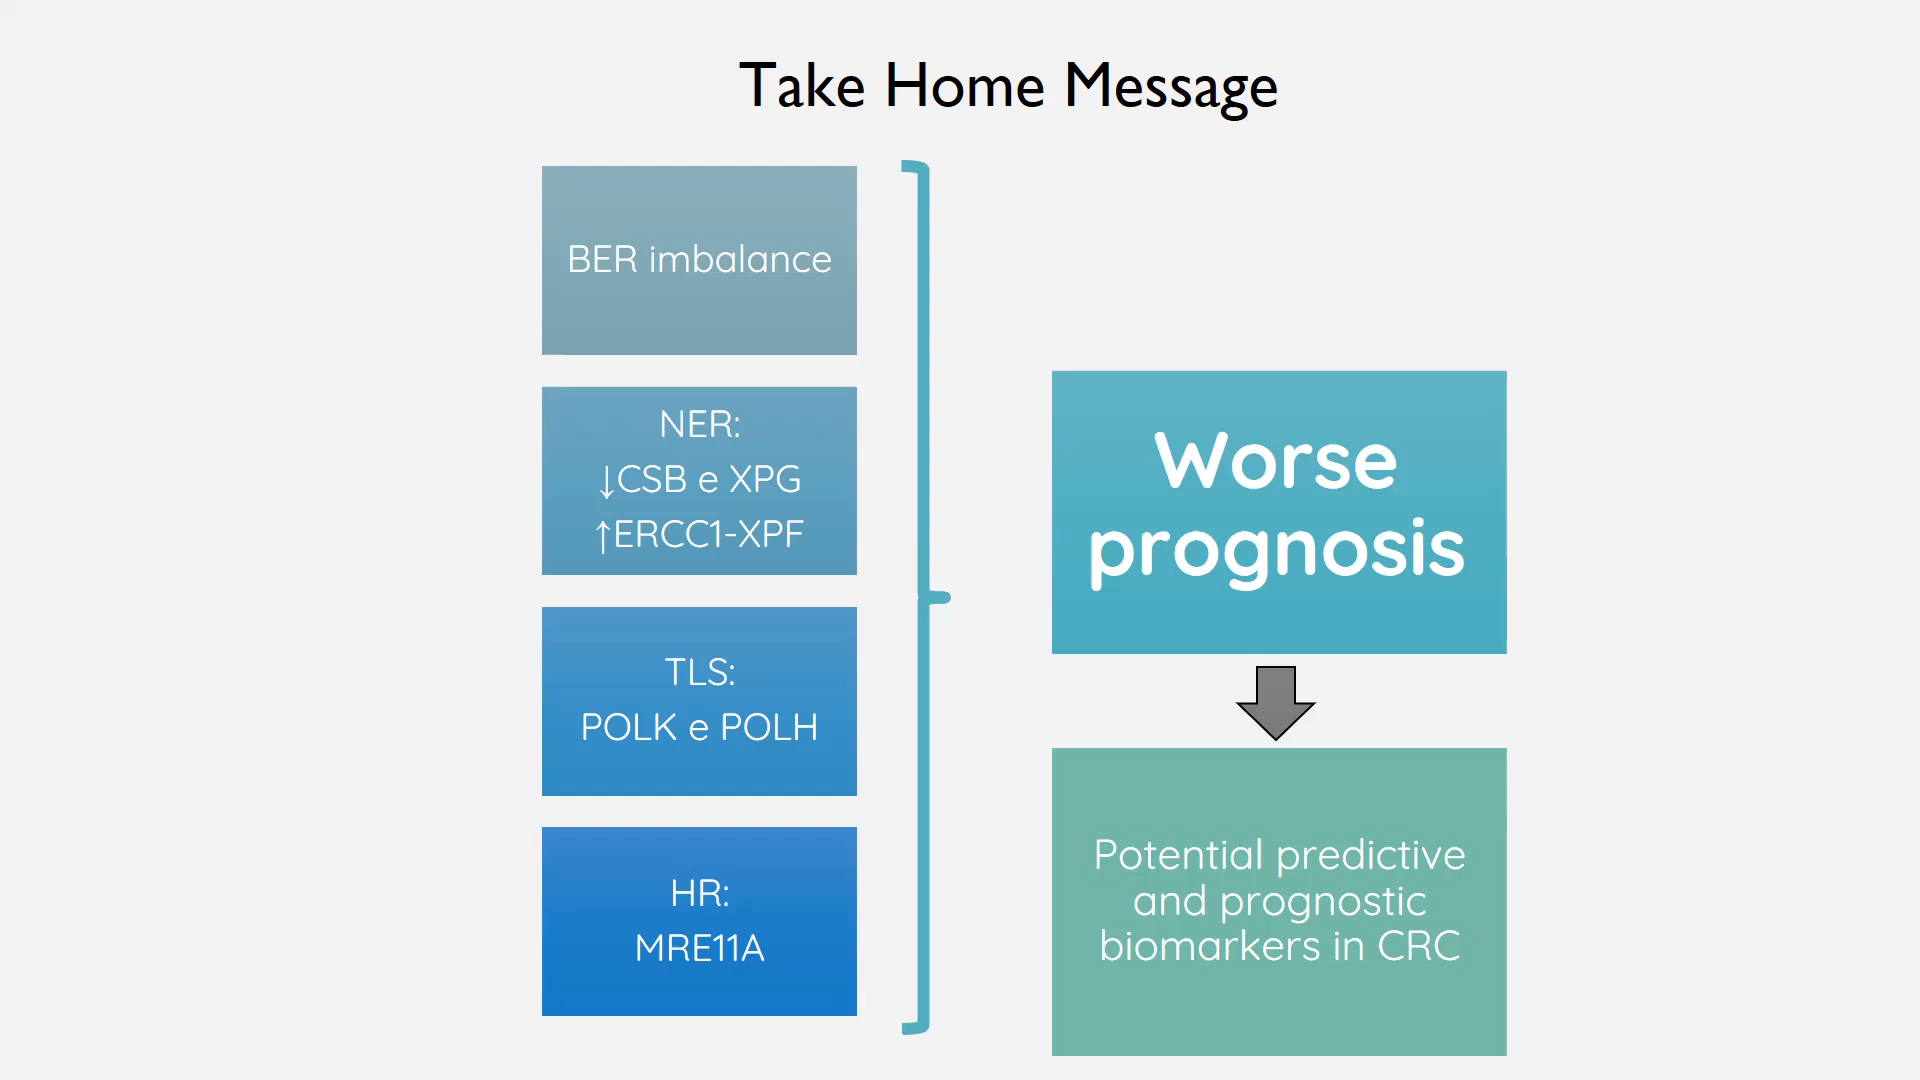 Take Home Message
BER imbalance
NER:
↓CSB e XPG
↑ERCC1-XPF
TLS:
POLK e POLH
HR:
MRE11A
Worse
prognosis
Potential predictive
and prognostic
biomarkers in CRC